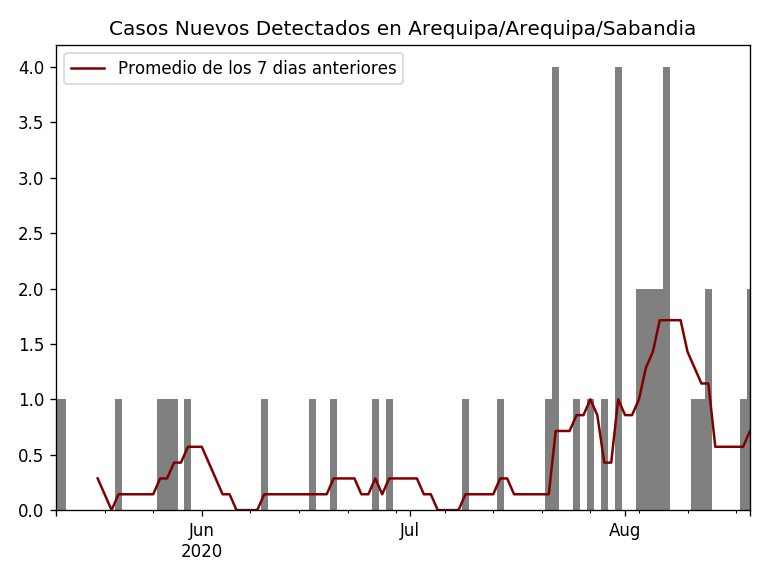 Casos Nuevos Detectados en Arequipa/Arequipa/Sabandia
Promedio de los 7 dias anteriores
4.0
3.5
3.0
2.5
2.0
1.5
1.0
0.5
0.0
Jun
2020
Jul
Aug